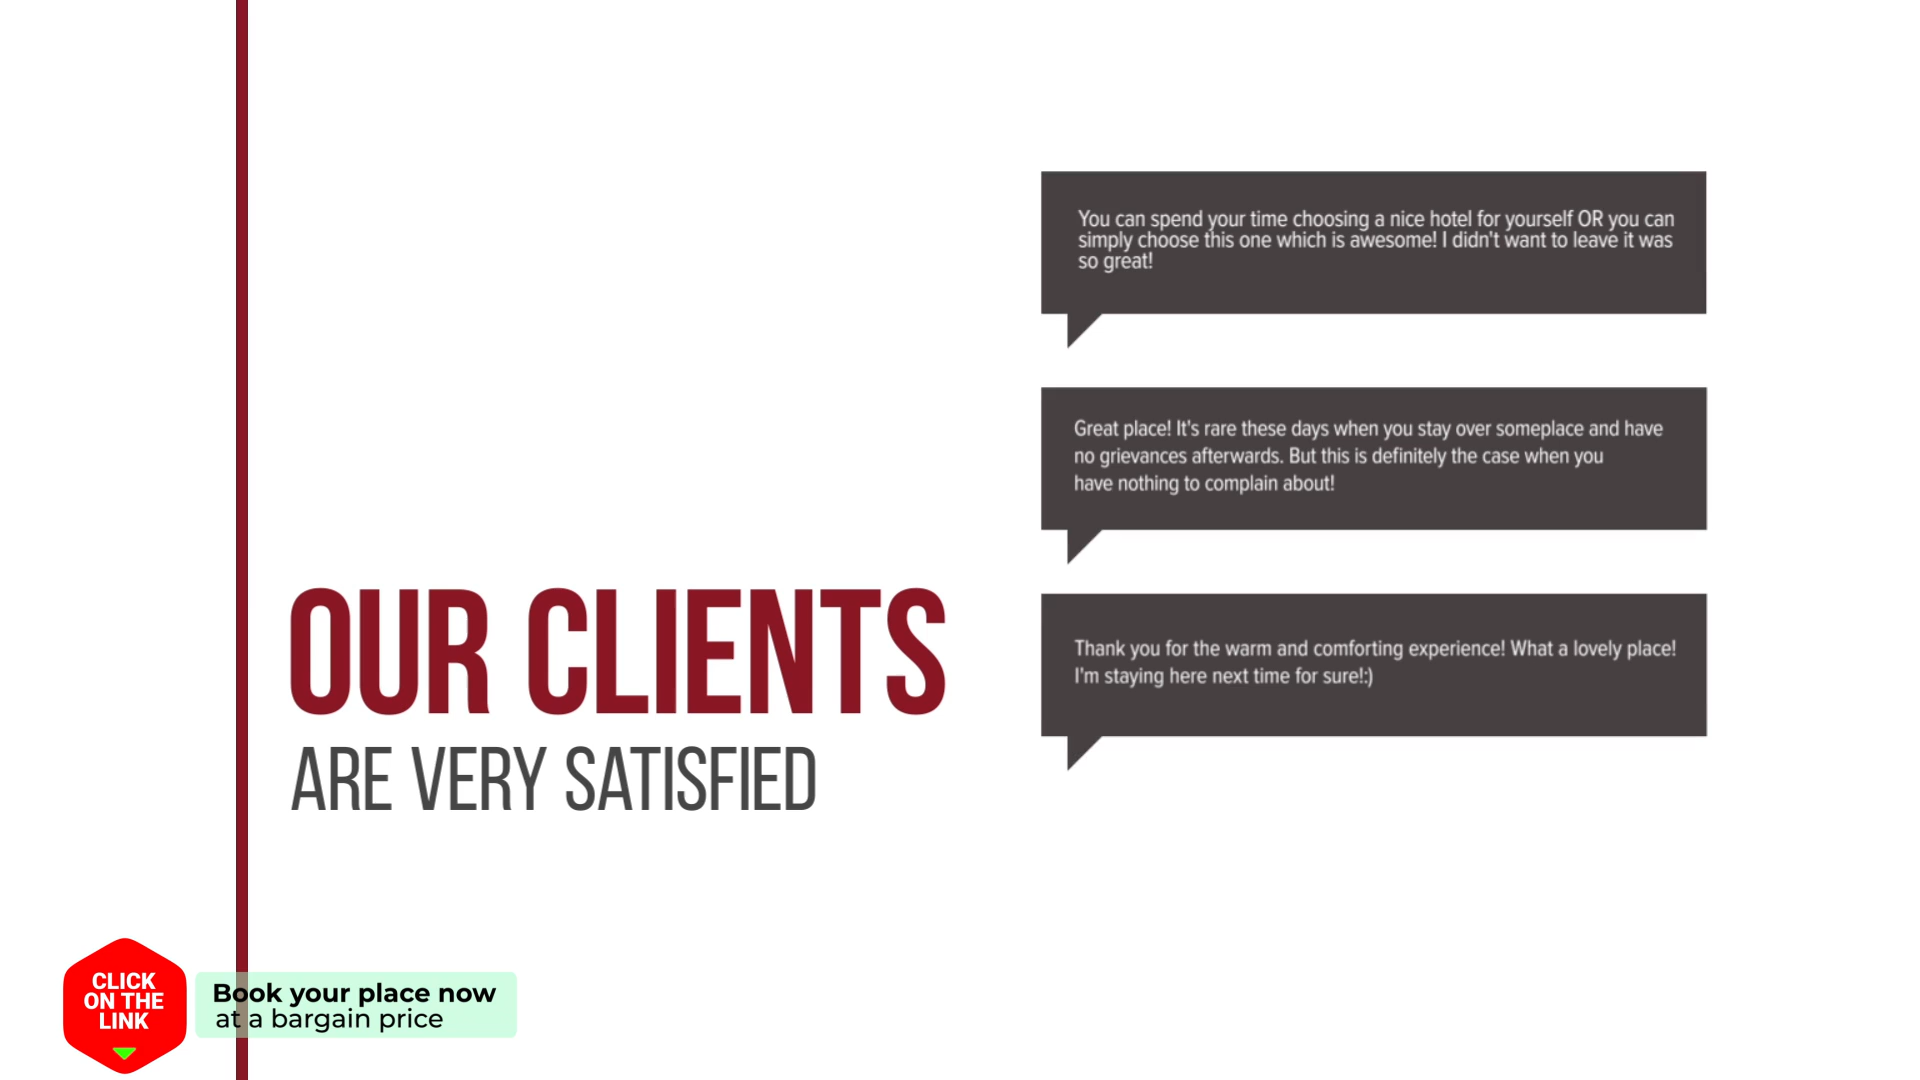 You can spend your time choosing a nice hotel for yourself OR you can
simply choose this one which is awesome! I didn't want to leave it was
so great!
Great place! It's rare these days when you stay over someplace and have
no grievances afterwards. But this is definitely the case when you
have nothing to complain about!
Thank you for the warm and comforting experience! What a lovely place!
I'm staying here next time for sure!:)
OUR CLIENTS
ARE VERY SATISFIED
CLICK
ON THE
LINK
Book your place now
at a bargain price